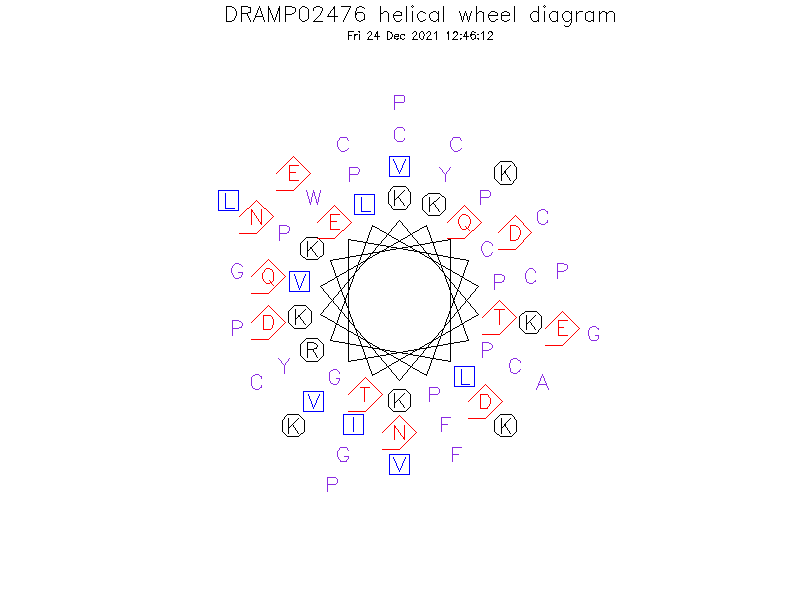 DRAMP02476 helical wheel diagram
Fri 24 Dec 2021 12:46:12
P
C
C C
V
E P Y K
L W L K K P
N E Q C
P D
K C
G Q V P C P
P D K T K E G
R P
Y C
C G L A
V T K P D
K I N F K
G V F
P